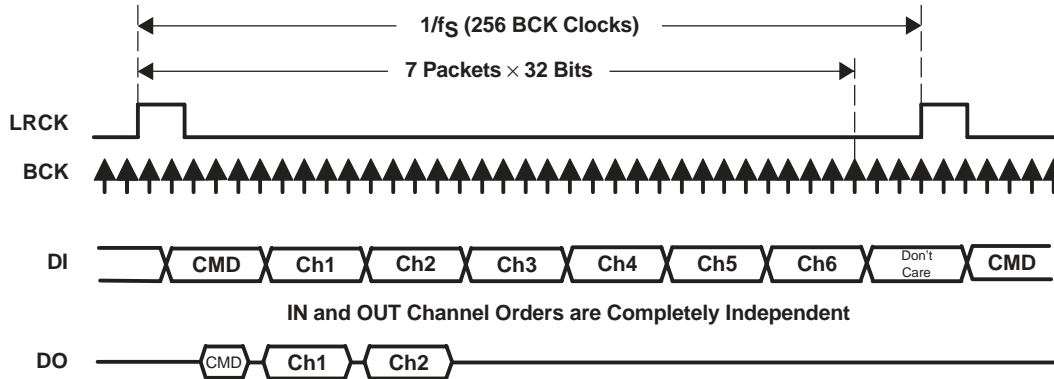 1/fS (256 BCK Clocks)
7 Packets × 32 Bits
LRCK
BCK
DI CMD Ch1 Ch2 Ch3 Ch4 Ch5 Ch6 Don't Care CMD
IN and OUT Channel Orders are Completely Independent
DO CMD Ch1 Ch2